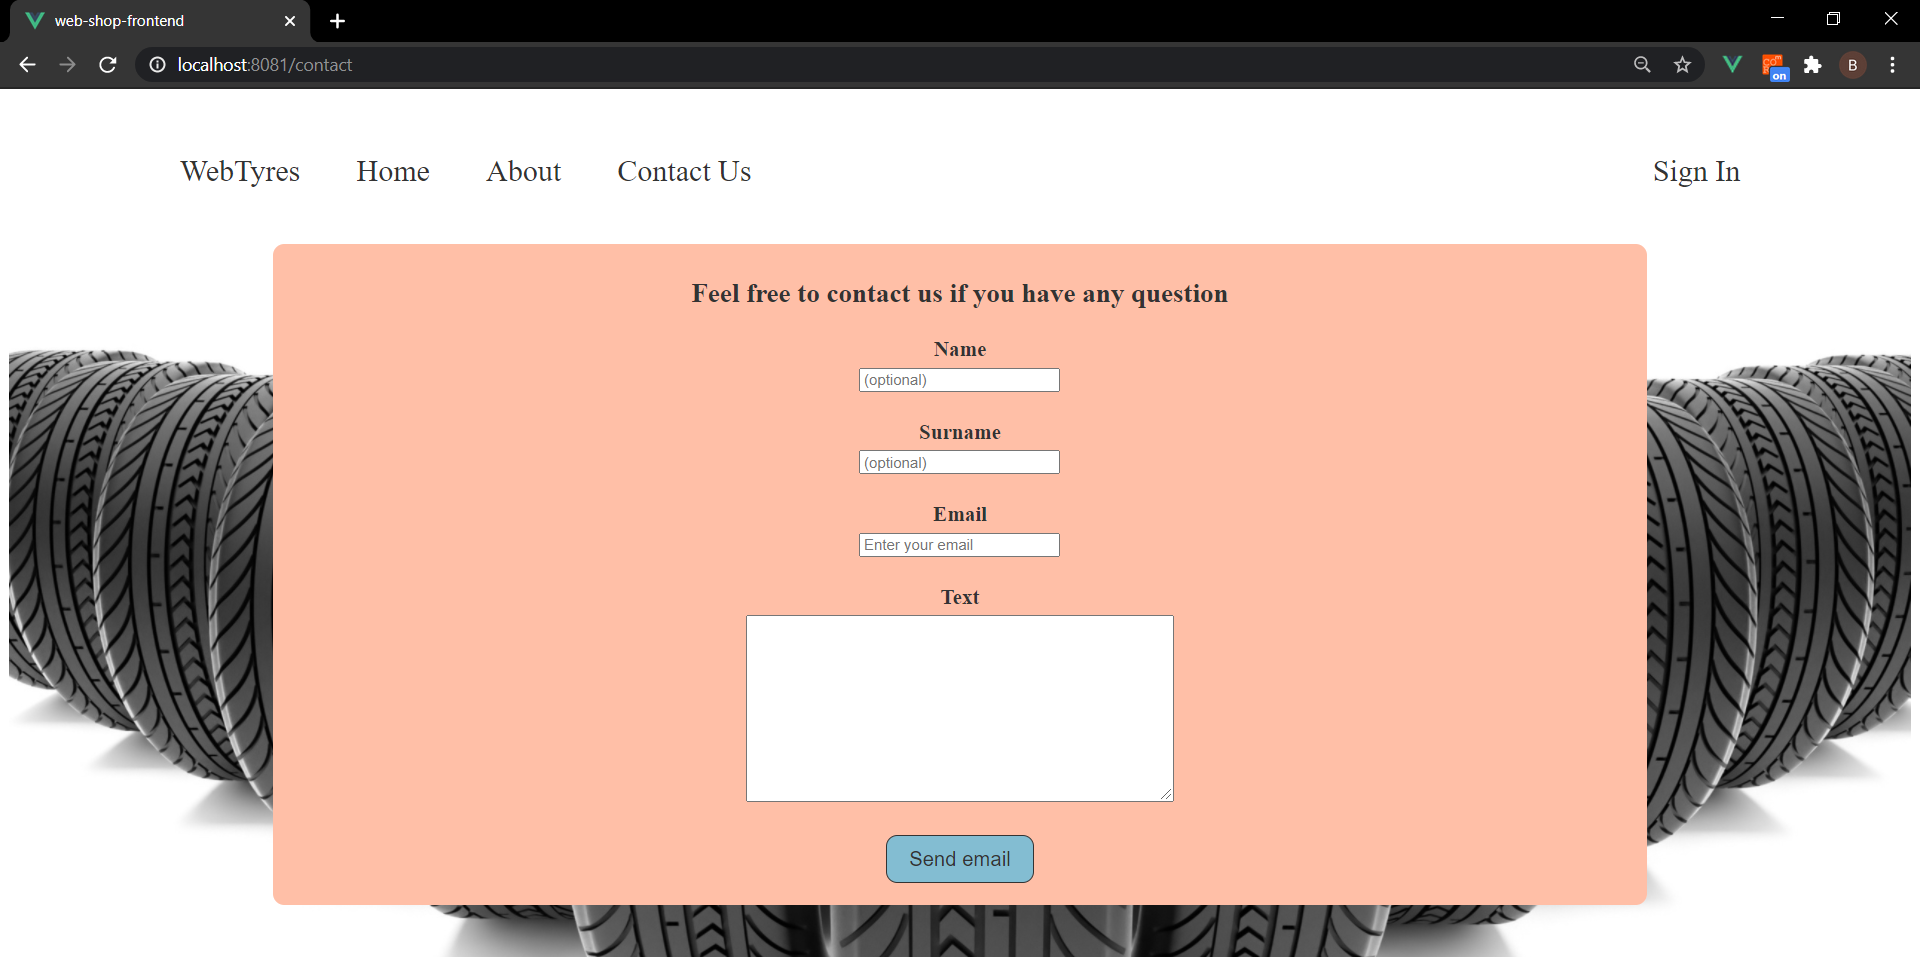 web-shop-frontend
localhost:8081/contact
on
B
WebTyres Home About Contact Us Sign In
Feel free to contact us if you have any question
Name
(optional)
Surname
(optional)
Email
Enter your email
Text
Send email